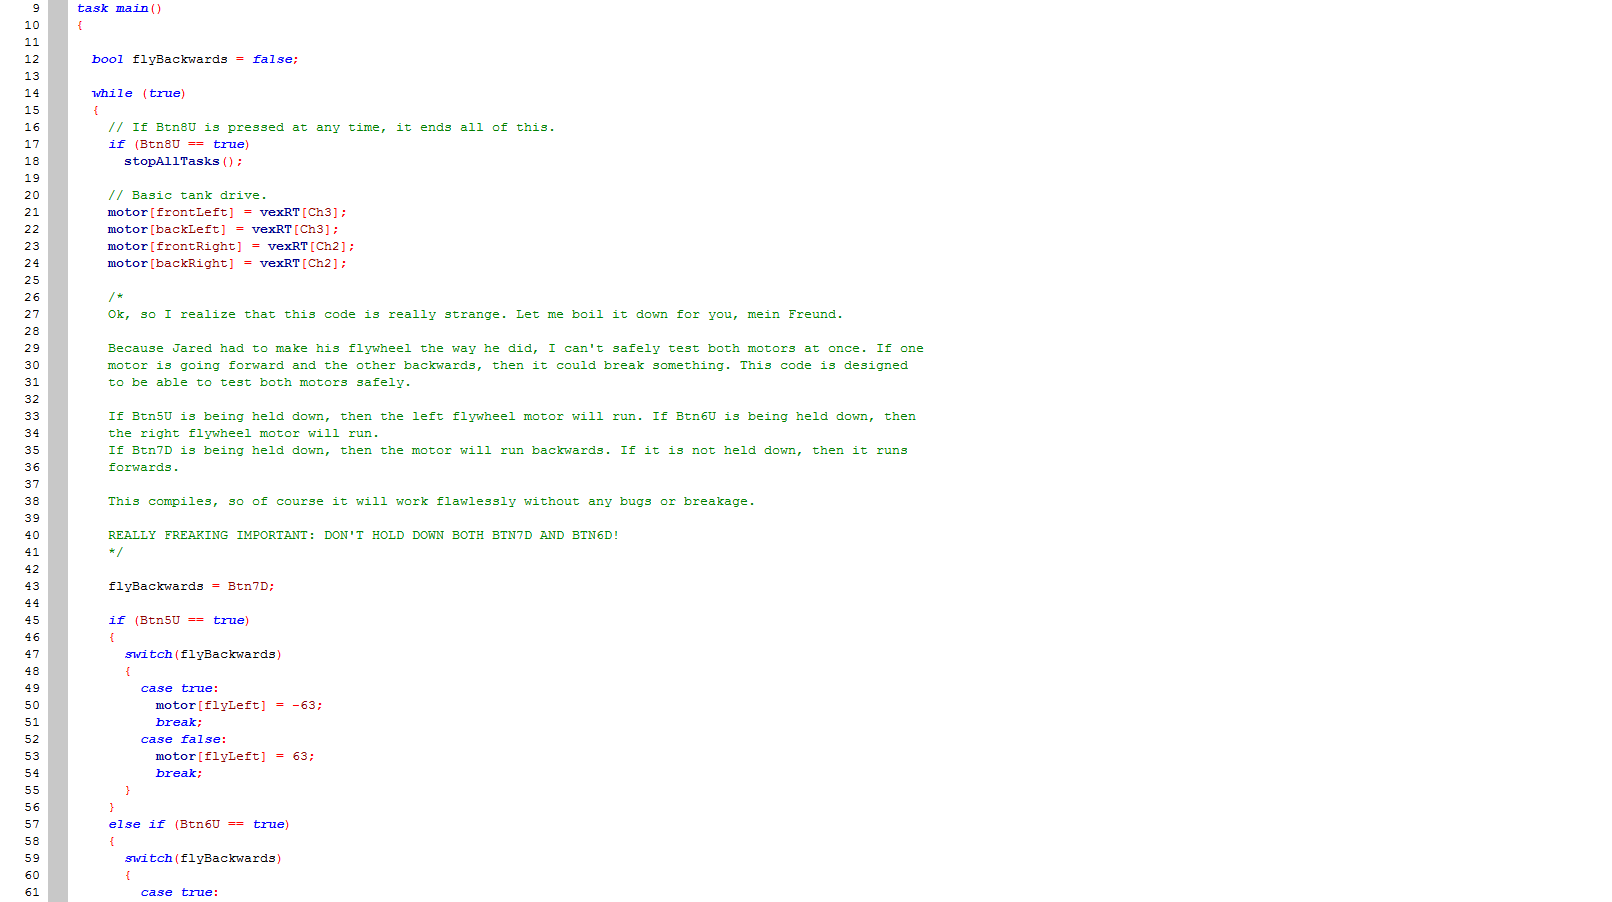 9 task main()
10 {
11
12 bool flyBackwards = false;
13
14 while (true)
15 {
16 // If Btn8U is pressed at any time, it ends all of this.
17 if (Btn8U == true)
18 stopAllTasks();
19
20 // Basic tank drive.
21 motor[frontLeft] = vexRT[Ch3];
22 motor[backLeft] = vexRT[Ch3];
23 motor[frontRight] = vexRT[Ch2];
24 motor[backRight] = vexRT[Ch2];
25
26 /*
27 Ok, so I realize that this code is really strange. Let me boil it down for you, mein Freund.
28
29 Because Jared had to make his flywheel the way he did, I can't safely test both motors at once. If one
30 motor is going forward and the other backwards, then it could break something. This code is designed
31 to be able to test both motors safely.
32
33 If Btn5U is being held down, then the left flywheel motor will run. If Btn6U is being held down, then
34 the right flywheel motor will run.
35 If Btn7D is being held down, then the motor will run backwards. If it is not held down, then it runs
36 forwards.
37
38 This compiles, so of course it will work flawlessly without any bugs or breakage.
39
40 REALLY FREAKING IMPORTANT: DON'T HOLD DOWN BOTH BTN7D AND BTN6D!
41 */
42
43 flyBackwards = Btn7D;
44
45 if (Btn5U == true)
46 {
47 switch(flyBackwards)
48 {
49 case true:
50 motor[flyLeft] = -63;
51 break;
52 case false:
53 motor[flyLeft] = 63;
54 break;
55 }
56 }
57 else if (Btn6U == true)
58 {
59 switch(flyBackwards)
60 {
61 case true: